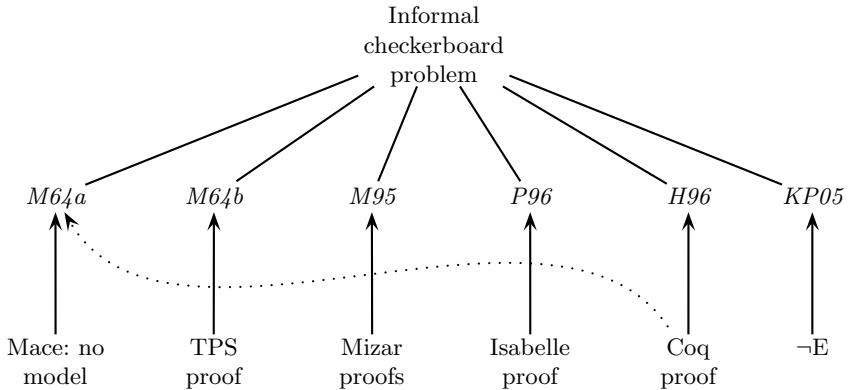 Informal
checkerboard
problem
M64a M64b M95 P96 H96 KP05
Mace: no TPS Mizar Isabelle Coq ¬E
model proof proofs proof proof